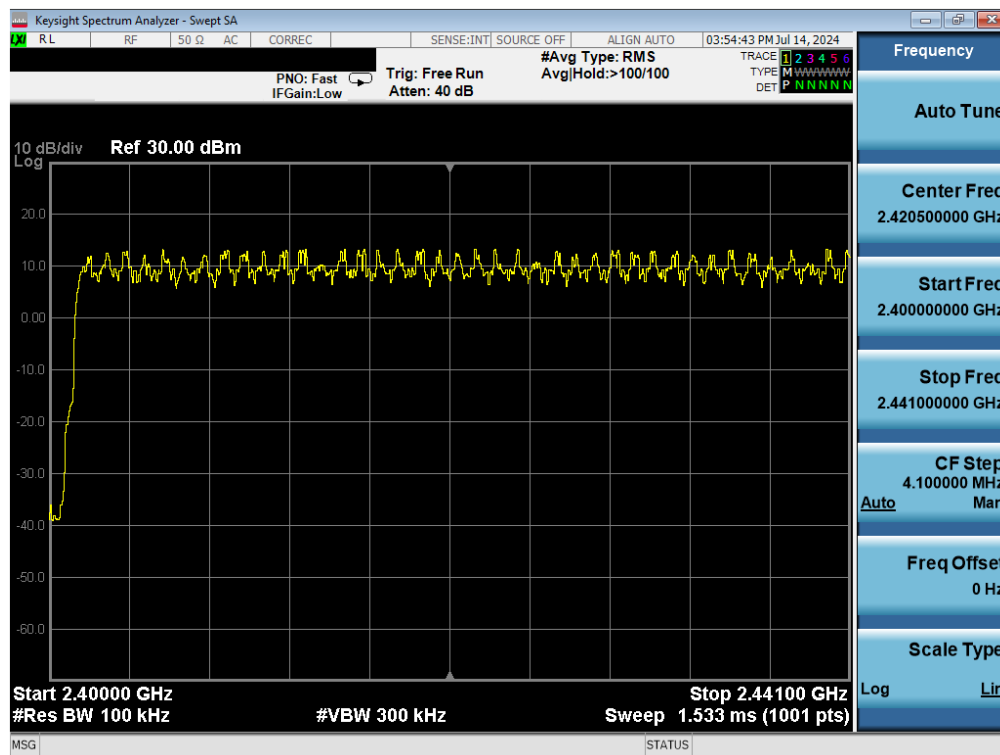 Keysight Spectrum Analyzer - Swept SA
LXI RL RF 50 Ω AC CORREC SENSE:INT SOURCE OFF ALIGN AUTO 03:54:43 PM Jul 14, 2024
#Avg Type: RMS
TRACE 1 2 3 4 5 6
PNO: Fast Trig: Free Run Avg|Hold:>100/100
TYPE M WWWWW
IFGain:Low Atten: 40 dB
DET P N N N N N
10 dB/div Ref 30.00 dBm
Log
20.0
10.0
0.00
-10.0
-20.0
-30.0
-40.0
-50.0
-60.0
Start 2.40000 GHz Stop 2.44100 GHz
#Res BW 100 kHz #VBW 300 kHz Sweep 1.533 ms (1001 pts)
MSG STATUS
Frequency
Auto Tune
Center Freq
2.420500000 GHz
Start Freq
2.400000000 GHz
Stop Freq
2.441000000 GHz
CF Step
4.100000 MHz
Auto Man
Freq Offset
0 Hz
Scale Type
Log Lin